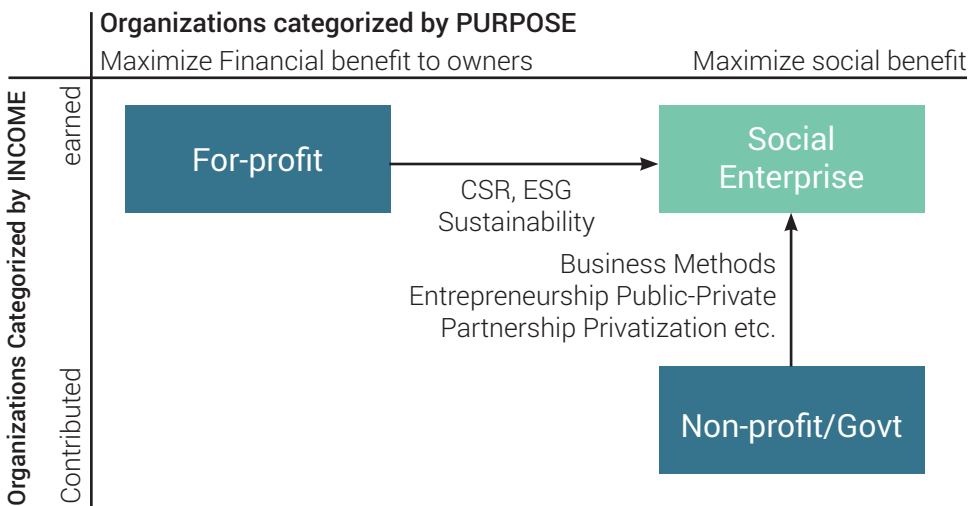 Organizations categorized by PURPOSE
Maximize Financial benefit to owners
Maximize social benefit
Organizations Categorized by INCOME
earned
Contributed
For-profit
CSR, ESG
Sustainability
Social
Enterprise
Business Methods
Entrepreneurship Public-Private
Partnership Privatization etc.
Non-profit/Govt